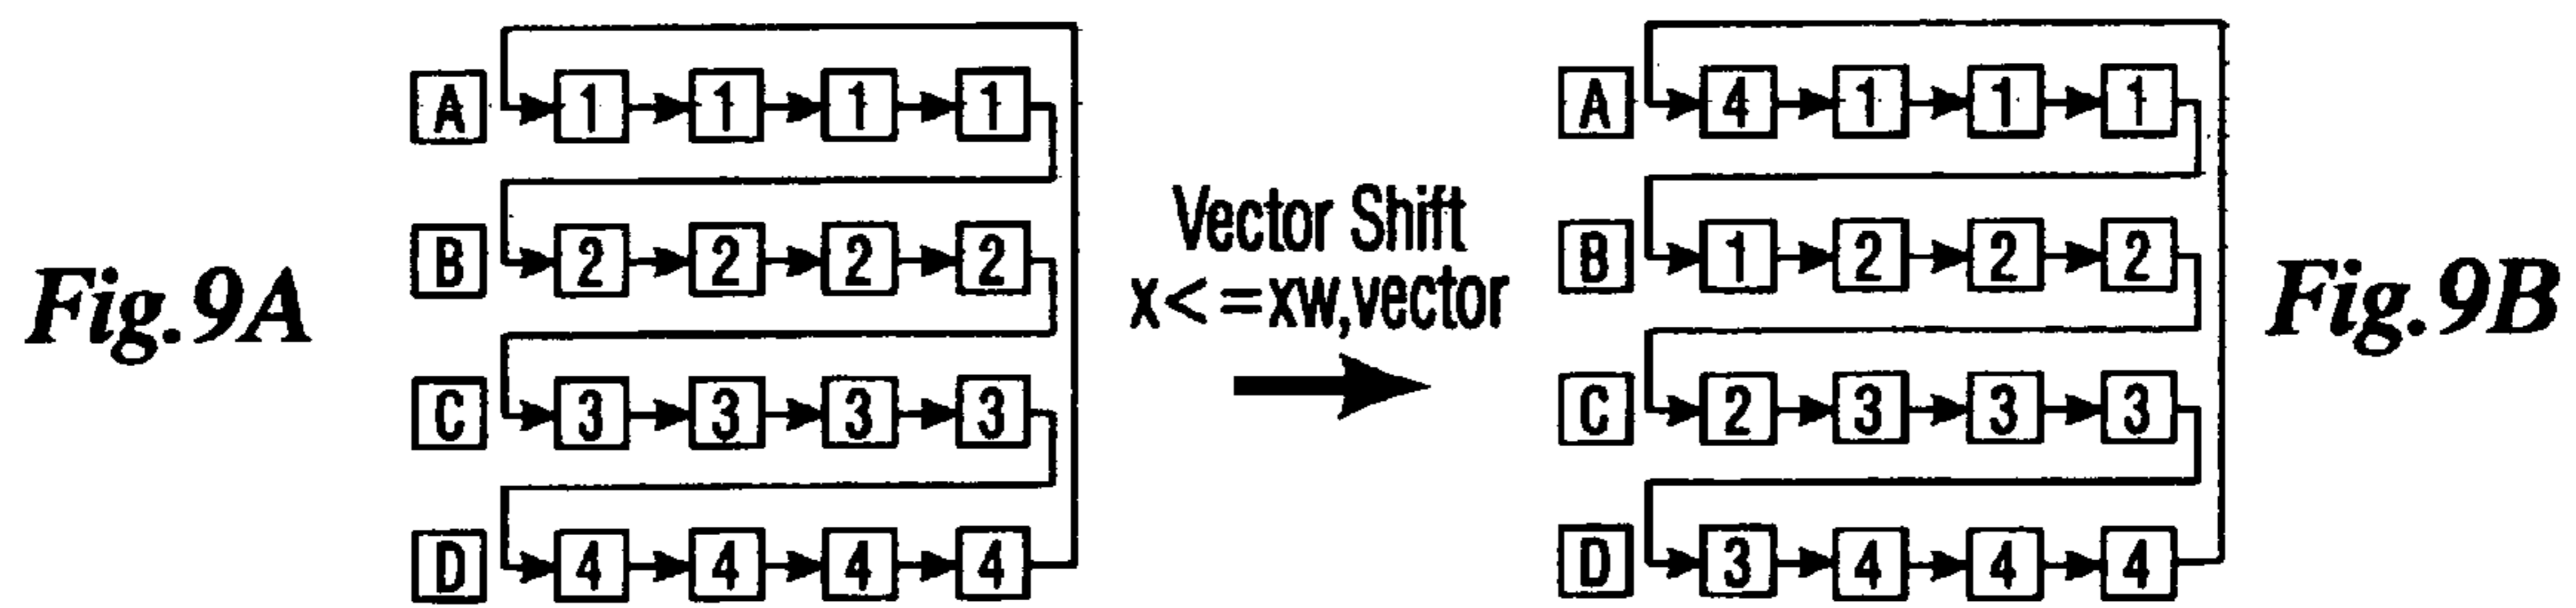 Fig.9A
A 1 1 1 1
B 2 2 2 2
C 3 3 3 3
D 4 4 4 4
Vector Shift
x< =xw,vector
A 4 1 1 1
B 1 2 2 2
C 2 3 3 3
D 3 4 4 4
Fig.9B